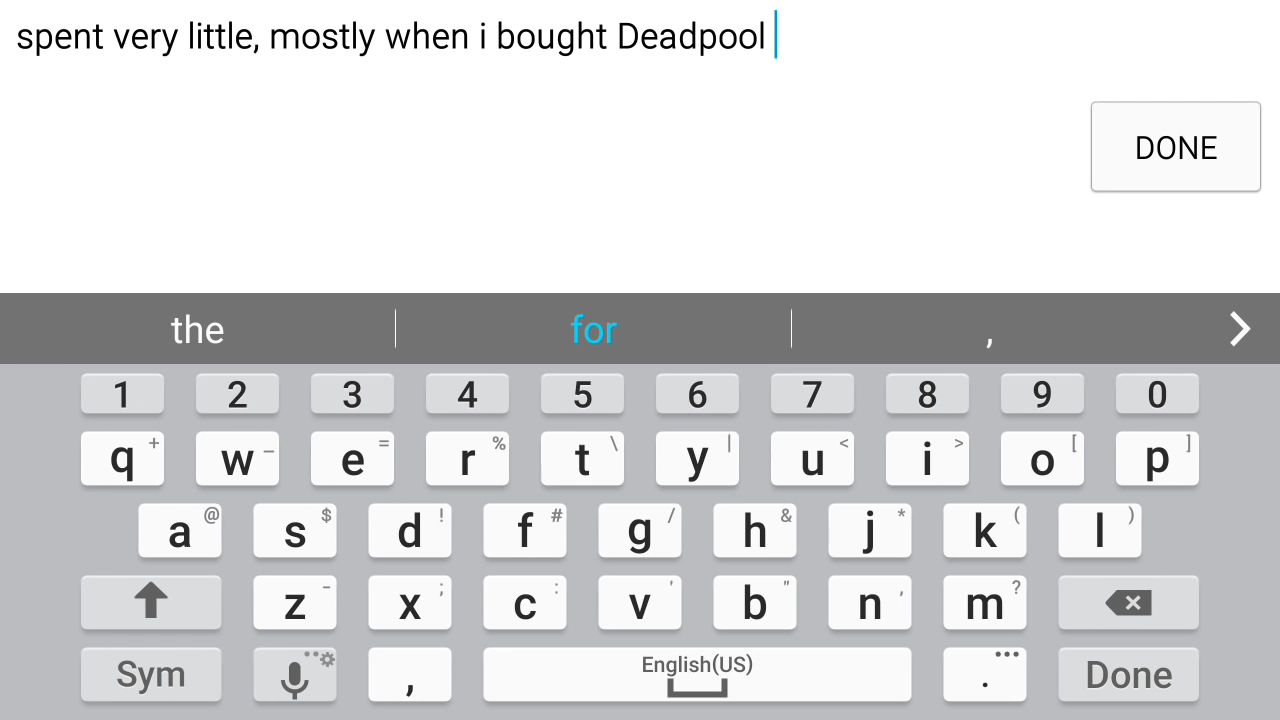 spent very little, mostly when i bought Deadpool
DONE
the for ,
1 2 3 4 5 6 7 8 9 0
q + w – e = r % t \ y | u < i > o [ p ]
a @ s $ d ! f # g / h & j * k ( l )
z - x ; c : v ' b " n , m ?
Sym , English(US) . ... Done